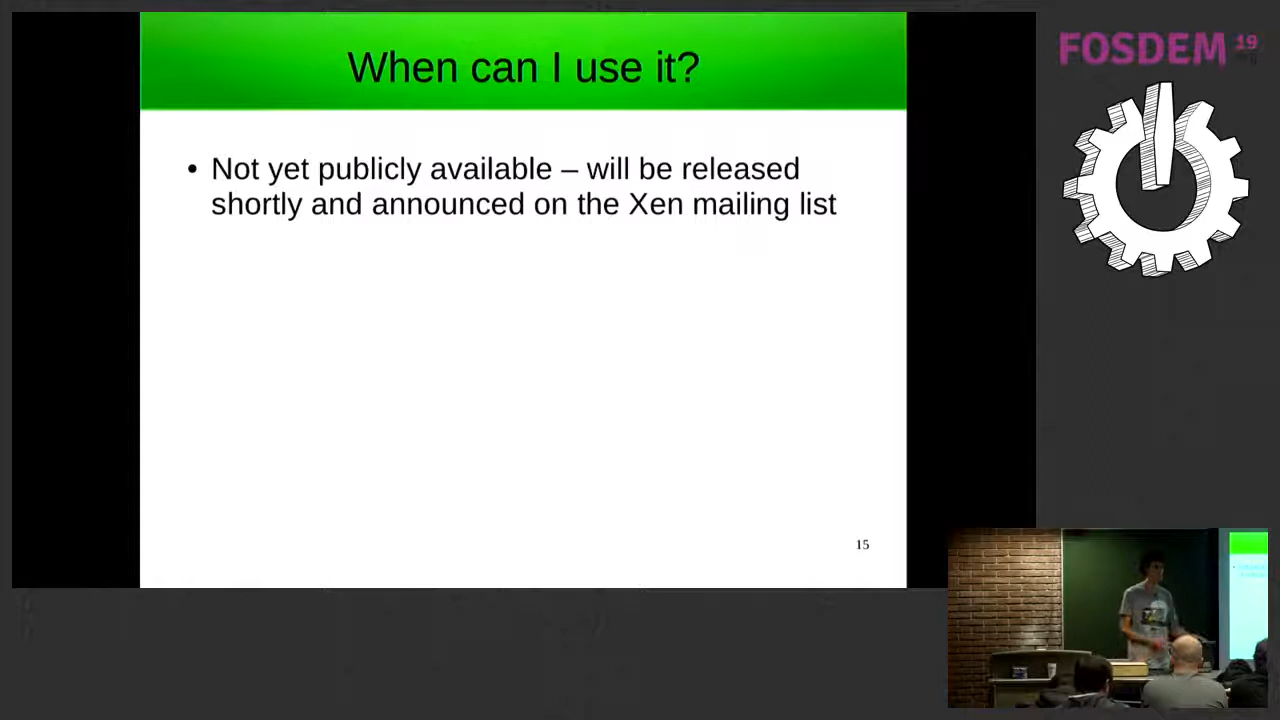 When can I use it?
• Not yet publicly available – will be released
shortly and announced on the Xen mailing list
15
FOSDEM 19